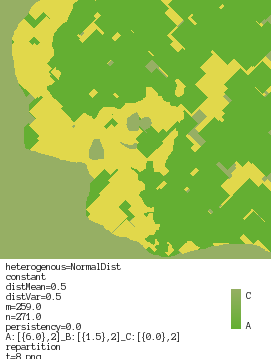 heterogenous=NormalDist
constant
distMean=0.5
distVar=0.5
m=259.0
n=271.0
persistency=0.0
A:[{6.0},2]_B:[{1.5},2]_C:[{0.0},2]
repartition
t=8.png
C
A